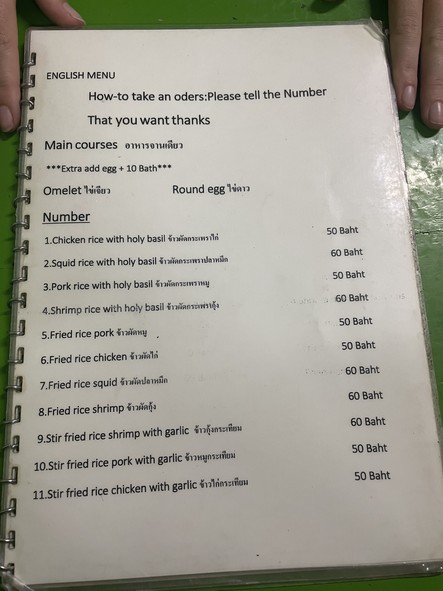 ENGLISH MENU
How-to take an oders:Please tell the Number
That you want thanks
Main courses อาหารจานเดียว
***Extra add egg + 10 Bath***
Omelet ไข่เจียว Round egg ไข่ดาว
Number
1.Chicken rice with holy basil ข้าวผัดกระเพราไก่ 50 Baht
2.Squid rice with holy basil ข้าวผัดกระเพราปลาหมึก 60 Baht
3.Pork rice with holy basil ข้าวผัดกระเพราหมู 50 Baht
4.Shrimp rice with holy basil ข้าวผัดกระเพรากุ้ง 60 Baht
5.Fried rice pork ข้าวผัดหมู 50 Baht
6.Fried rice chicken ข้าวผัดไก่ 50 Baht
7.Fried rice squid ข้าวผัดปลาหมึก 60 Baht
8.Fried rice shrimp ข้าวผัดกุ้ง 60 Baht
9.Stir fried rice shrimp with garlic ข้าวกุ้งกระเทียม 60 Baht
10.Stir fried rice pork with garlic ข้าวหมูกระเทียม 50 Baht
11.Stir fried rice chicken with garlic ข้าวไก่กระเทียม 50 Baht